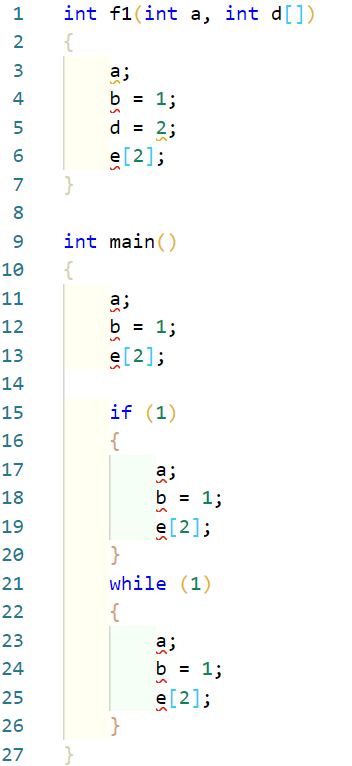 1 int f1(int a, int d[])
2 {
3     a;
4     b = 1;
5     d = 2;
6     e[2];
7 }
8
9 int main()
10 {
11     a;
12     b = 1;
13     e[2];
14
15     if (1)
16     {
17         a;
18         b = 1;
19         e[2];
20     }
21     while (1)
22     {
23         a;
24         b = 1;
25         e[2];
26     }
27 }